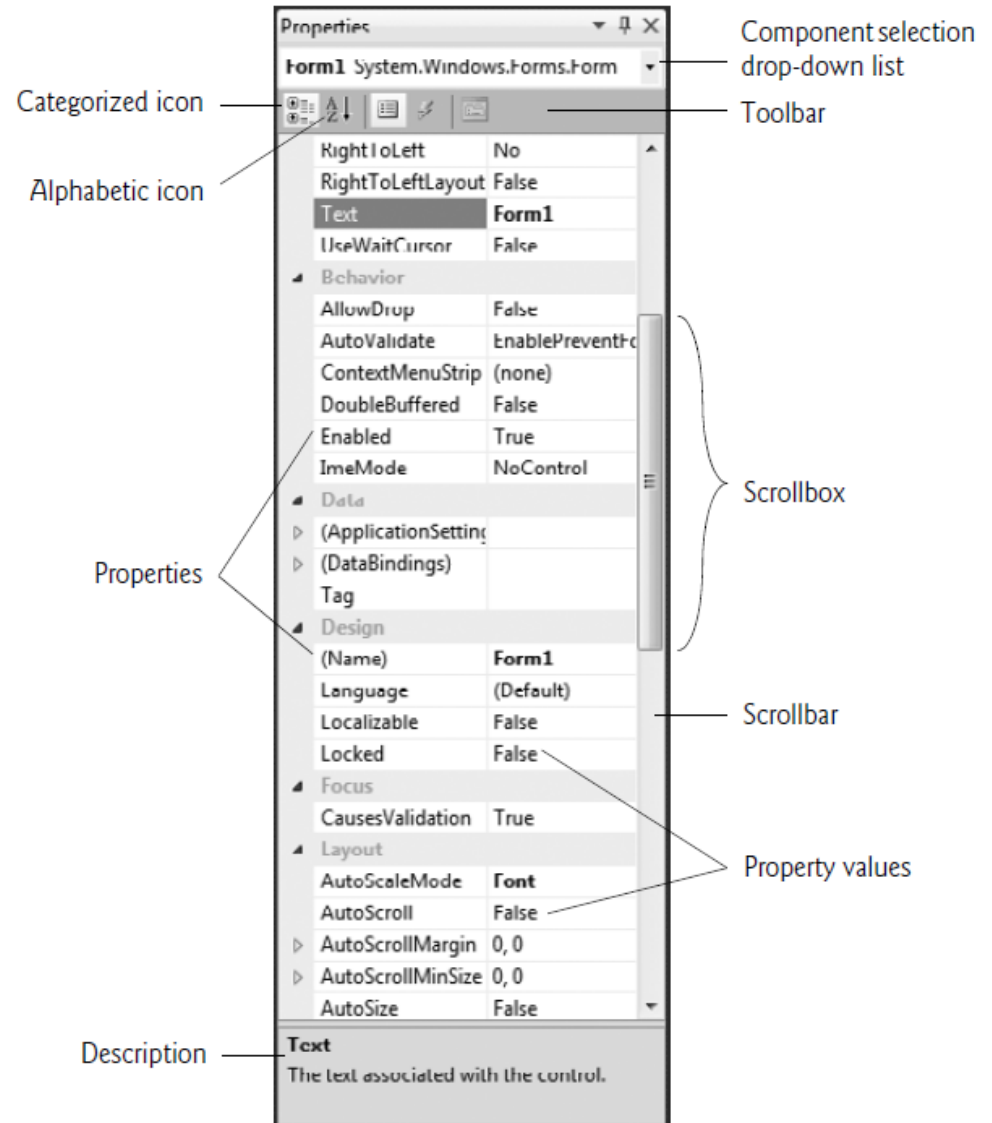 Properties
Component selection
drop-down list
Form1 System.Windows.Forms.Form
Categorized icon
Toolbar
Alphabetic icon
RightToLeft No
RightToLeftLayout False
Text Form1
UseWaitCursor False
Behavior
AllowDrop False
AutoValidate EnablePreventFo
ContextMenuStrip (none)
DoubleBuffered False
Enabled True
ImeMode NoControl
Scrollbox
Data
(ApplicationSetting
(DataBindings)
Properties
Tag
Design
(Name) Form1
Language (Default)
Localizable False
Scrollbar
Locked False
Focus
CausesValidation True
Layout
Property values
AutoScaleMode Font
AutoScroll False
AutoScrollMargin 0, 0
AutoScrollMinSize 0, 0
AutoSize False
Description
Text
The text associated with the control.